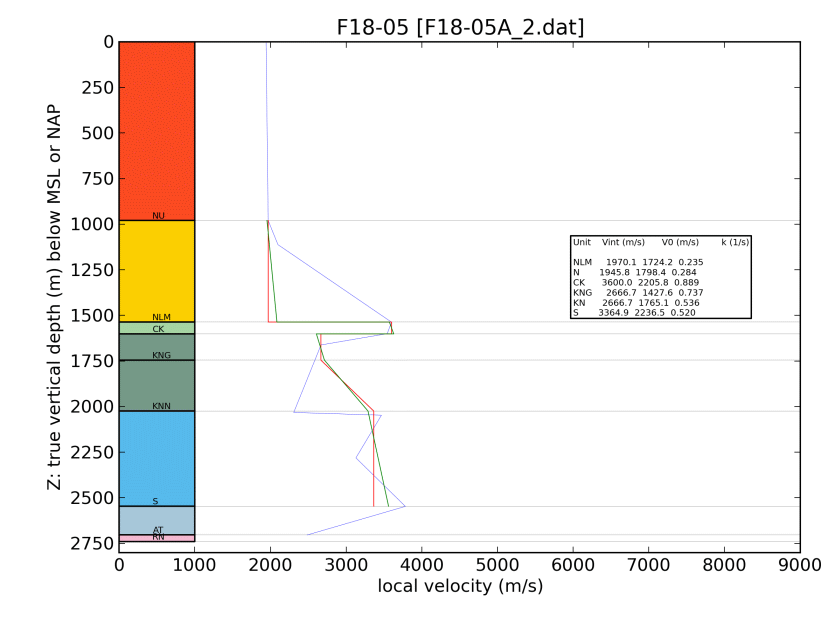 F18-05 [F18-05A_2.dat]
Z: true vertical depth (m) below MSL or NAP
0
250
500
750
1000
1250
1500
1750
2000
2250
2500
2750
NU
NLM
CK
KNG
KNN
S
AT
RN
Unit Vint (m/s) V0 (m/s) k (1/s)
NLM 1970.1 1724.2 0.235
N 1945.8 1798.4 0.284
CK 3600.0 2205.8 0.889
KNG 2666.7 1427.6 0.737
KN 2666.7 1765.1 0.536
S 3364.9 2236.5 0.520
0 1000 2000 3000 4000 5000 6000 7000 8000 9000
local velocity (m/s)